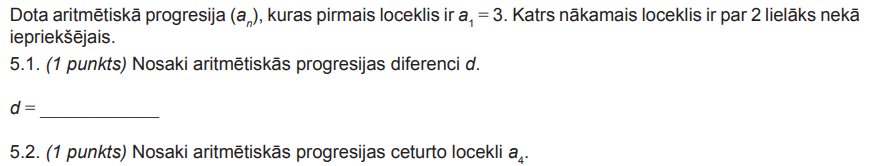 Dota aritmētiskā progresija (aₙ), kuras pirmais loceklis ir a₁ = 3. Katrs nākamais loceklis ir par 2 lielāks nekā
iepriekšējais.
5.1. (1 punkts) Nosaki aritmētiskās progresijas diferenci d.
d = ____________
5.2. (1 punkts) Nosaki aritmētiskās progresijas ceturto locekli a₄.